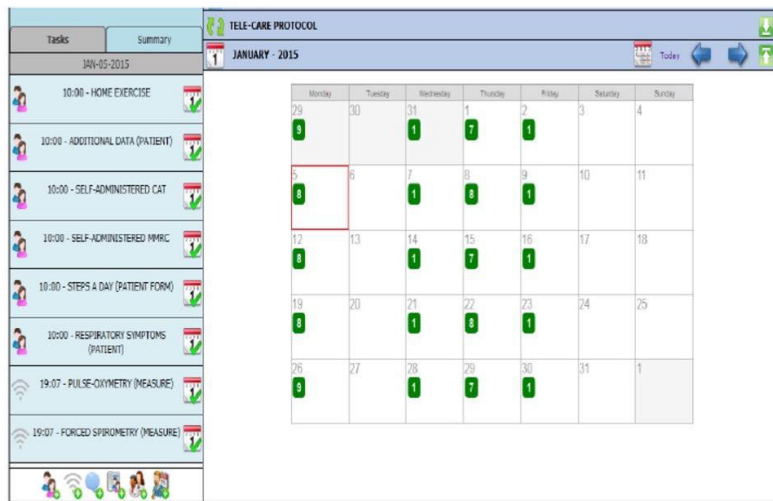 Tasks
Summary
JAN-05-2015
10:00 - HOME EXERCISE
10:00 - ADDITIONAL DATA (PATIENT)
10:00 - SELF-ADMINISTERED CAT
10:00 - SELF-ADMINISTERED MMRC
10:00 - STEPS A DAY (PATIENT FORM)
10:00 - RESPIRATORY SYMPTOMS
(PATIENT)
19:07 - PULSE-OXYMETRY (MEASURE)
19:07 - FORCED SPIROMETRY (MEASURE)
TELE-CARE PROTOCOL
1 JANUARY - 2015
Today
Monday Tuesday Wednesday Thursday Friday Saturday Sunday
29 30 31 1 2 3 4
9 1 7 1
5 6 7 8 9 10 11
8 1 8 1
12 13 14 15 16 17 18
8 1 7 1
19 20 21 22 23 24 25
8 1 8 1
26 27 28 29 30 31 1
9 1 7 1